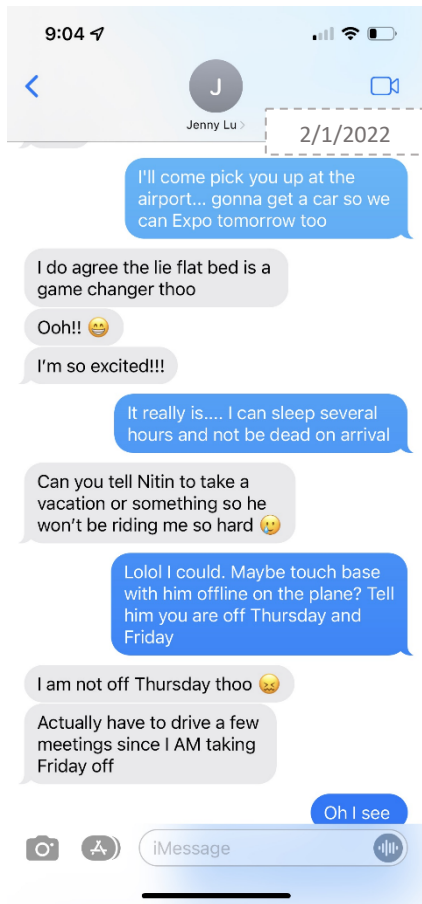 9:04
J
Jenny Lu
2/1/2022
I'll come pick you up at the
airport... gonna get a car so we
can Expo tomorrow too
I do agree the lie flat bed is a
game changer thoo
Ooh!! 😁
I'm so excited!!!
It really is.... I can sleep several
hours and not be dead on arrival
Can you tell Nitin to take a
vacation or something so he
won't be riding me so hard 🥲
Lolol I could. Maybe touch base
with him offline on the plane? Tell
him you are off Thursday and
Friday
I am not off Thursday thoo 😖
Actually have to drive a few
meetings since I AM taking
Friday off
Oh I see
iMessage